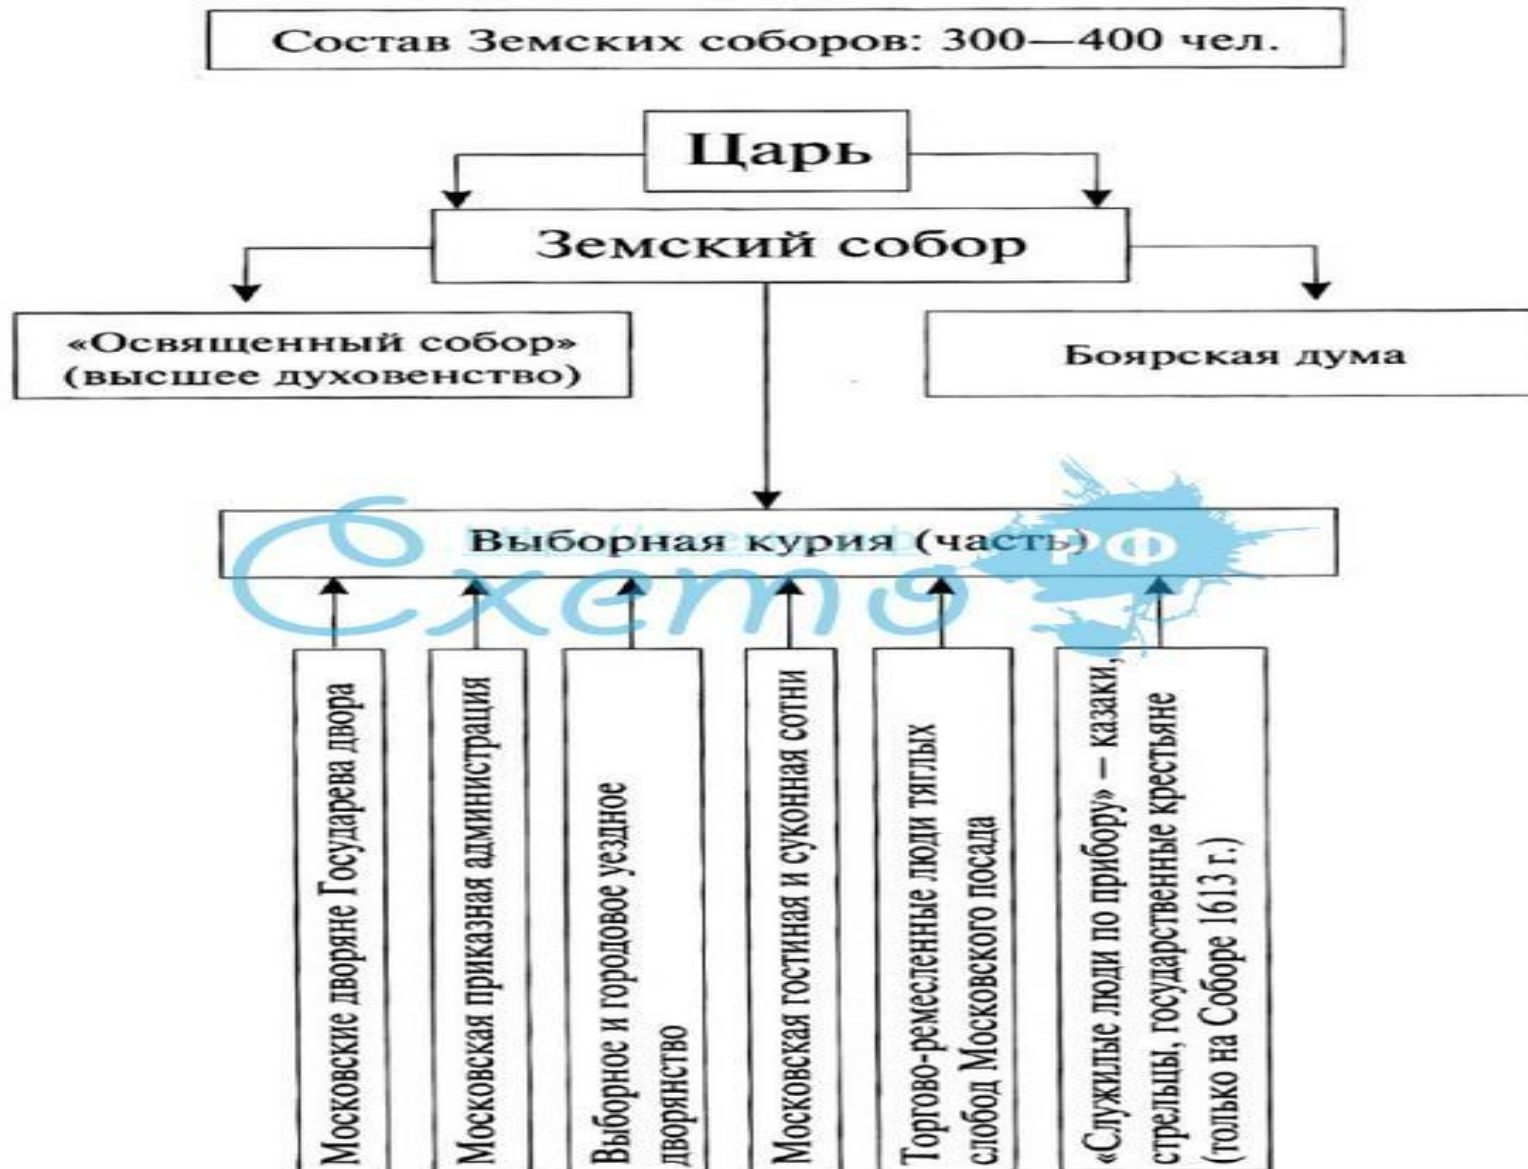 Состав Земских соборов: 300—400 чел.
Царь
Земский собор
«Освященный собор»
(высшее духовенство)
Боярская дума
Выборная курия (часть)
Схемо
РФ
Московские дворяне Государева двора
Московская приказная администрация
Выборное и городовое уездное
дворянство
Московская гостиная и суконная сотни
Торгово-ремесленные люди тяглых
слобод Московского посада
«Служилые люди по прибору» — казаки,
стрельцы, государственные крестьяне
(только на Соборе 1613 г.)